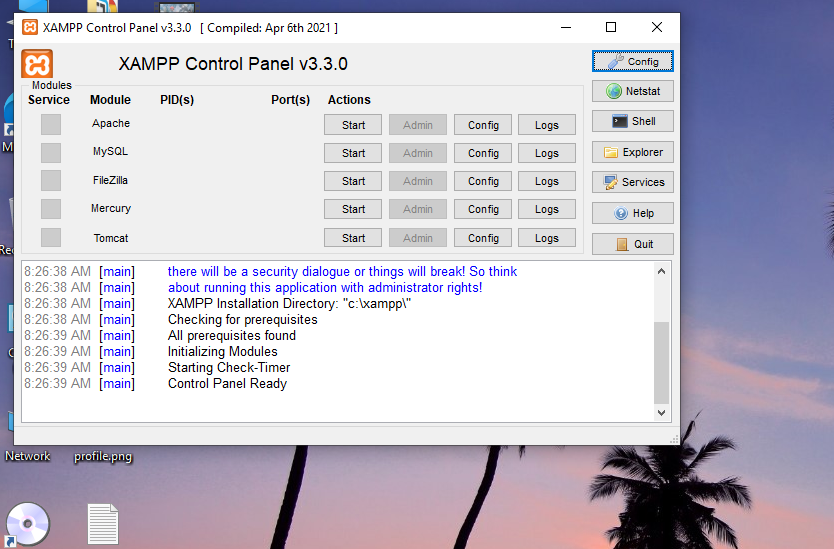 XAMPP Control Panel v3.3.0 [ Compiled: Apr 6th 2021 ]
XAMPP Control Panel v3.3.0
Config
Modules
Service Module PID(s) Port(s) Actions
Netstat
Apache Start Admin Config Logs
Shell
MySQL Start Admin Config Logs
Explorer
FileZilla Start Admin Config Logs
Services
Mercury Start Admin Config Logs
Help
Tomcat Start Admin Config Logs
Quit
8:26:38 AM [main] there will be a security dialogue or things will break! So think
8:26:38 AM [main] about running this application with administrator rights!
8:26:38 AM [main] XAMPP Installation Directory: "c:\xampp\"
8:26:38 AM [main] Checking for prerequisites
8:26:39 AM [main] All prerequisites found
8:26:39 AM [main] Initializing Modules
8:26:39 AM [main] Starting Check-Timer
8:26:39 AM [main] Control Panel Ready
Network profile.png